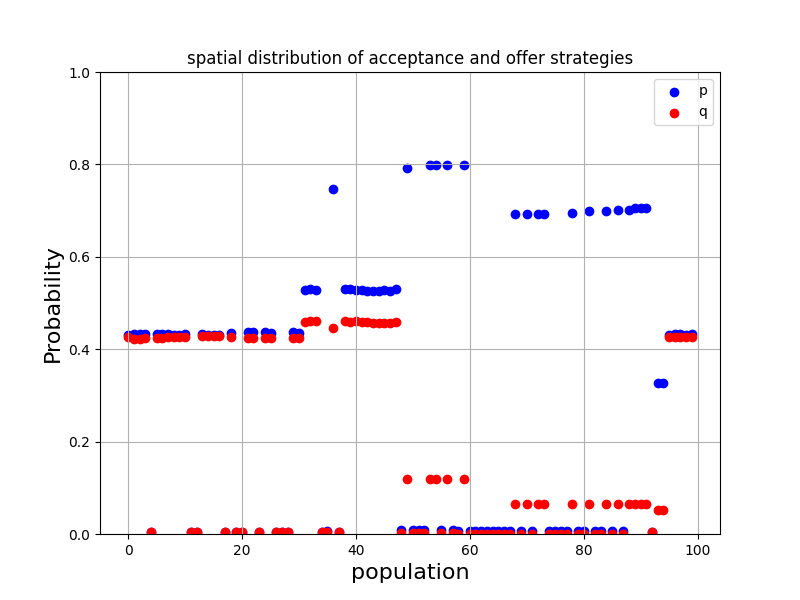 spatial distribution of acceptance and offer strategies
1.0
0.8
0.6
0.4
0.2
0.0
Probability
p
q
0 20 40 60 80 100
population